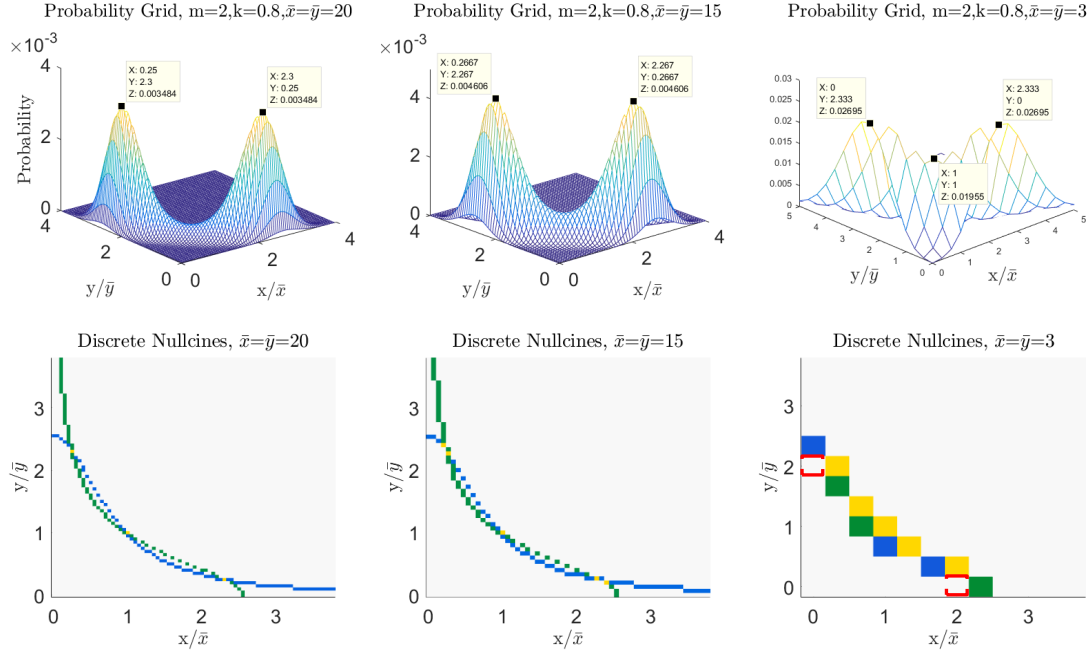 Probability Grid, m=2,k=0.8,x̄=ȳ=20
×10⁻³
4
2
0
Probability
X: 0.25
Y: 2.3
Z: 0.003484
X: 2.3
Y: 0.25
Z: 0.003484
4
2
0
0
2
4
y/ȳ
x/x̄
Probability Grid, m=2,k=0.8,x̄=ȳ=15
×10⁻³
4
2
0
X: 0.2667
Y: 2.267
Z: 0.004606
X: 2.267
Y: 0.2667
Z: 0.004606
4
2
0
0
2
4
y/ȳ
x/x̄
Probability Grid, m=2,k=0.8,x̄=ȳ=3
0.03
0.025
0.02
0.015
0.01
0.005
0
X: 0
Y: 2.333
Z: 0.02695
X: 2.333
Y: 0
Z: 0.02695
X: 1
Y: 1
Z: 0.01955
5
4
3
2
1
0
0
1
2
3
4
5
y/ȳ
x/x̄
Discrete Nullcines, x̄=ȳ=20
3
2
1
0
y/ȳ
0 1 2 3
x/x̄
Discrete Nullcines, x̄=ȳ=15
3
2
1
0
y/ȳ
0 1 2 3
x/x̄
Discrete Nullcines, x̄=ȳ=3
3
2
1
0
y/ȳ
0 1 2 3
x/x̄